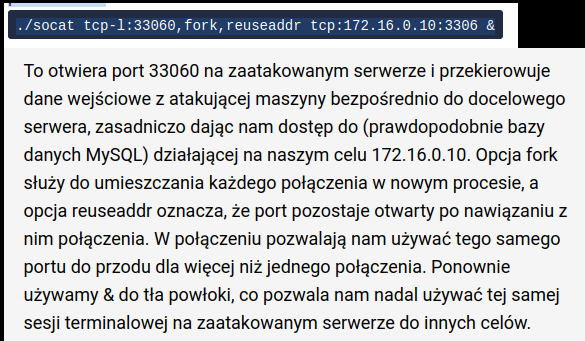 ./socat tcp-l:33060,fork,reuseaddr tcp:172.16.0.10:3306 &
To otwiera port 33060 na zaatakowanym serwerze i przekierowuje
dane wejściowe z atakującej maszyny bezpośrednio do docelowego
serwera, zasadniczo dając nam dostęp do (prawdopodobnie bazy
danych MySQL) działającej na naszym celu 172.16.0.10. Opcja fork
służy do umieszczania każdego połączenia w nowym procesie, a
opcja reuseaddr oznacza, że port pozostaje otwarty po nawiązaniu z
nim połączenia. W połączeniu pozwalają nam używać tego samego
portu do przodu dla więcej niż jednego połączenia. Ponownie
używamy & do tła powłoki, co pozwala nam nadal używać tej samej
sesji terminalowej na zaatakowanym serwerze do innych celów.